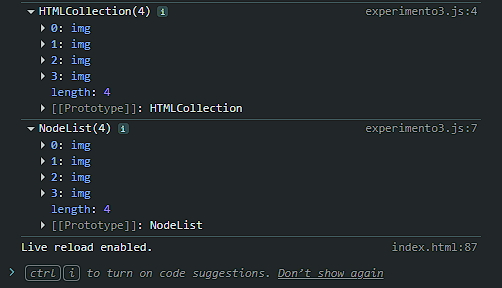 HTMLCollection(4) i experimento3.js:4
0: img
1: img
2: img
3: img
length: 4
[[Prototype]]: HTMLCollection
NodeList(4) i experimento3.js:7
0: img
1: img
2: img
3: img
length: 4
[[Prototype]]: NodeList
Live reload enabled. index.html:87
ctrl i to turn on code suggestions. Don't show again